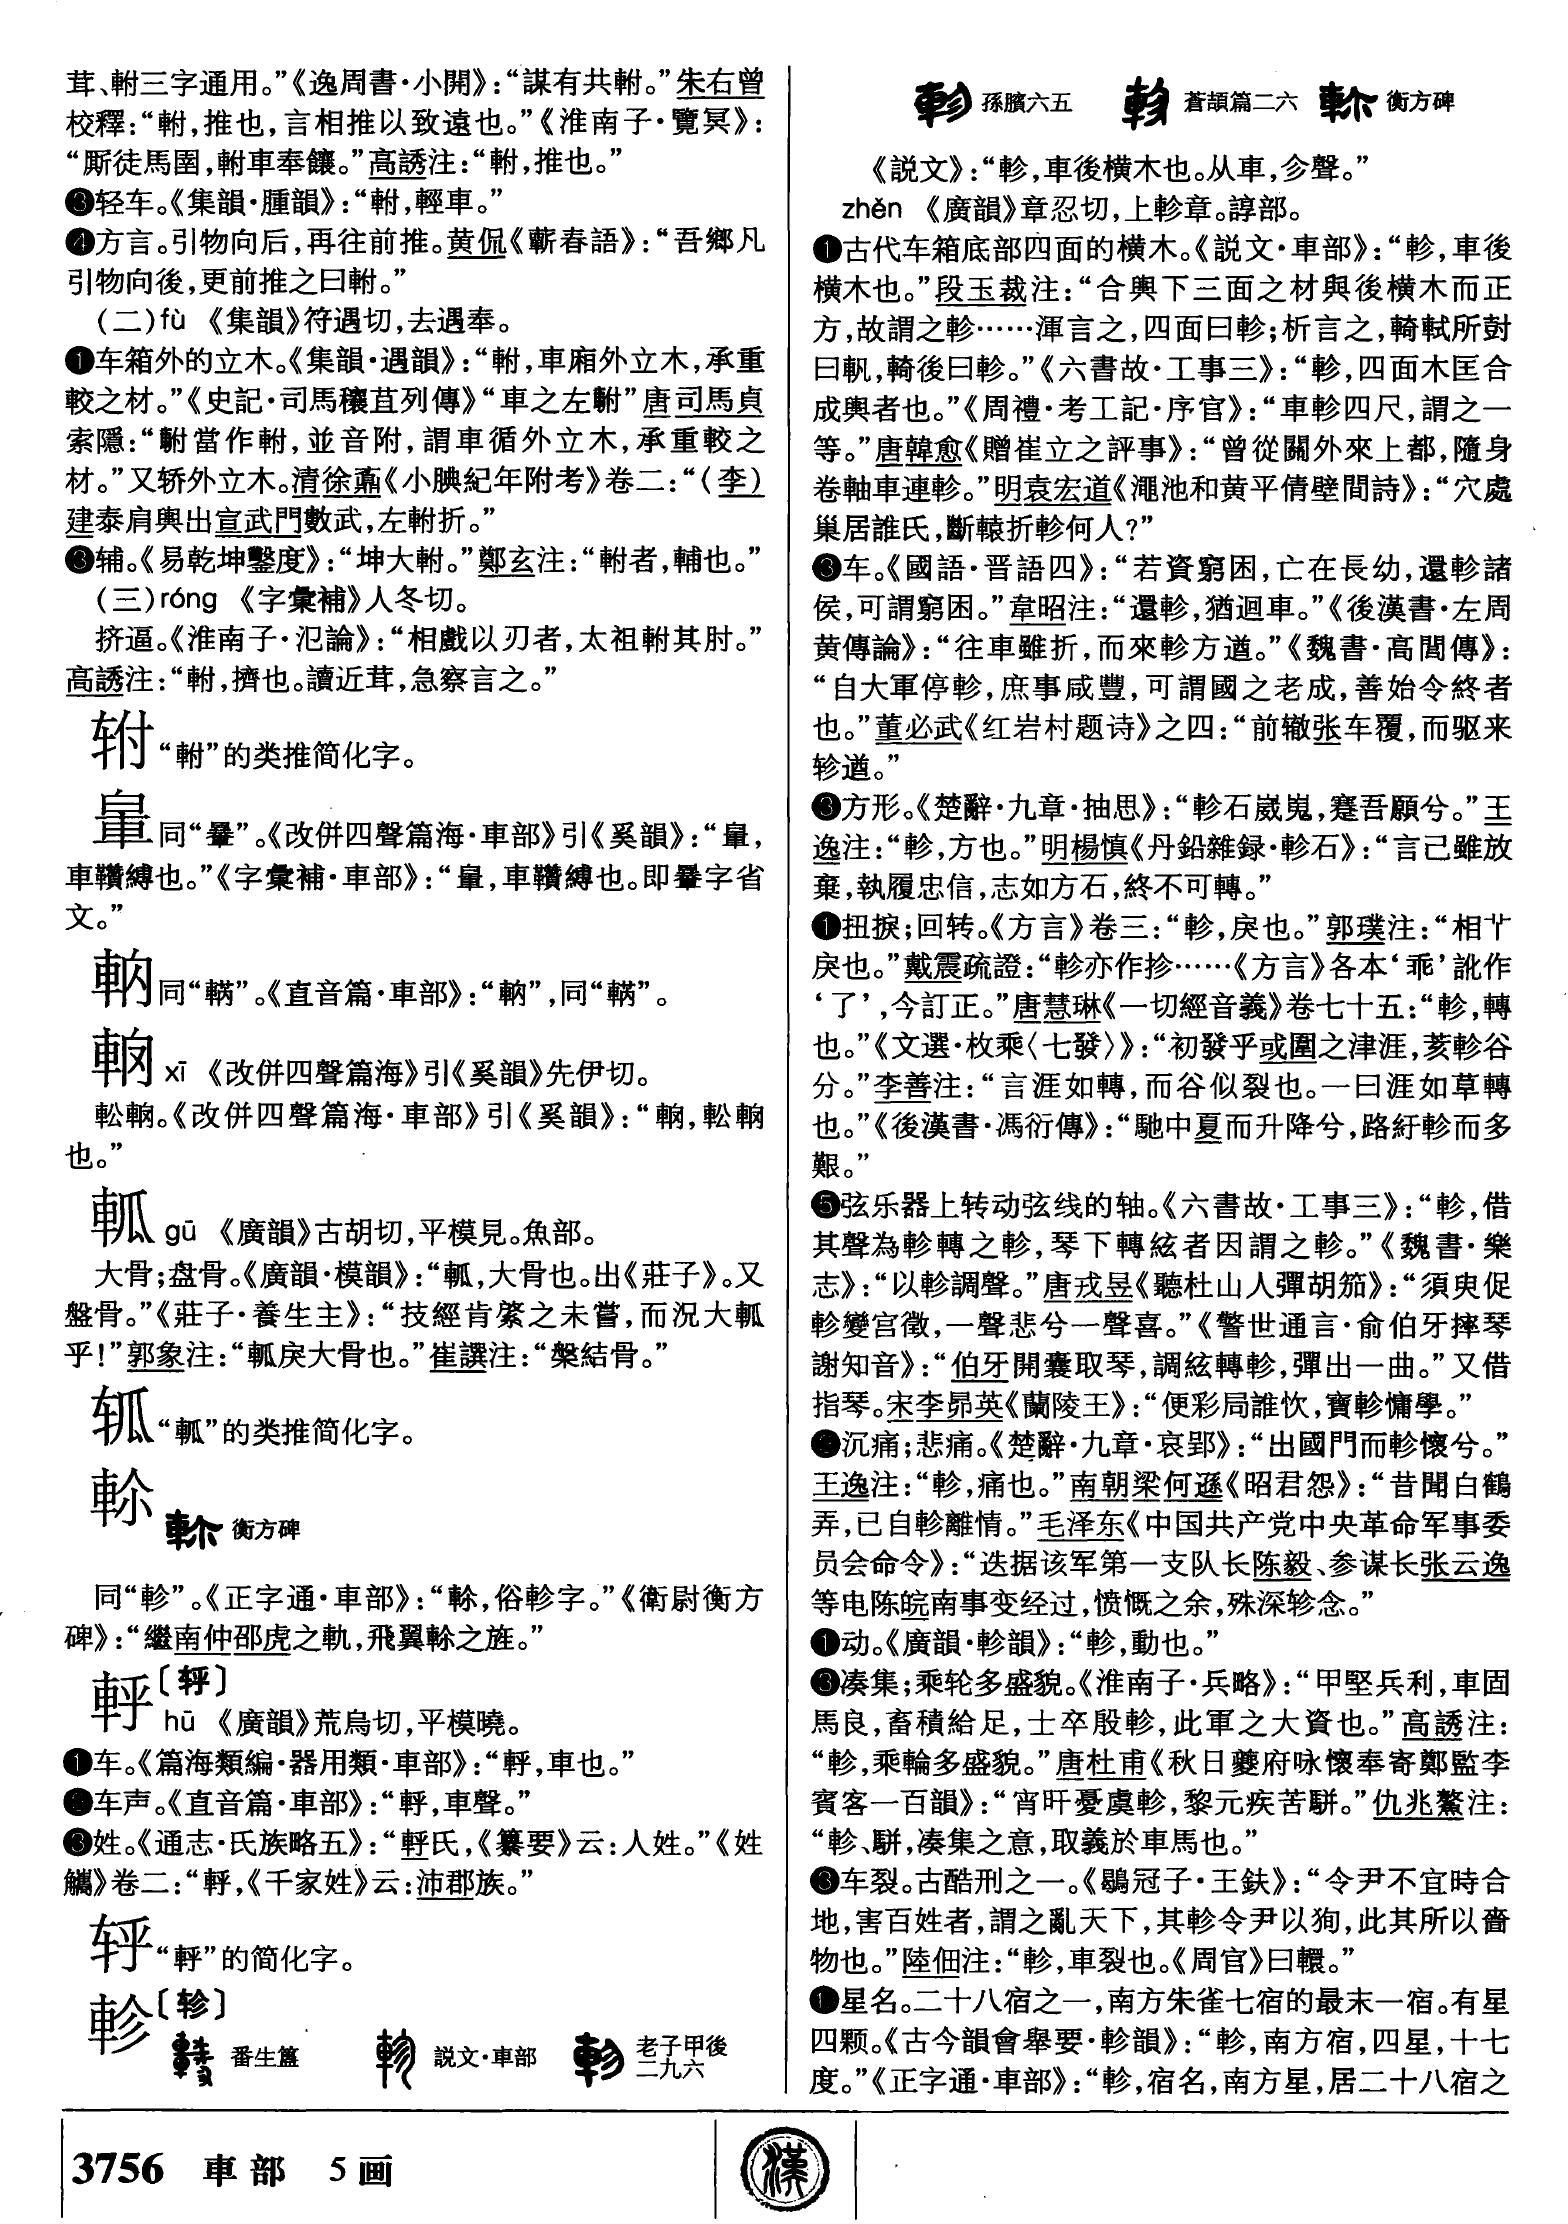 茸、軵三字通用。”《逸周書·小開》：“謀有共軵。”朱右曾
校釋：“軵，推也，言相推以致遠也。”《淮南子·覽冥》：
“厮徒馬圉，軵車奉饟。”高誘注：“軵，推也。”
❸轻车。《集韻·腫韻》：“軵，輕車。”
❹方言。引物向后，再往前推。黄侃《蘄春語》：“吾鄉凡
引物向後，更前推之曰軵。”
（二）fù 《集韻》符遇切，去遇奉。
❶车箱外的立木。《集韻·遇韻》：“軵，車廂外立木，承重
較之材。”《史記·司馬穰苴列傳》“車之左駙”唐司馬貞
索隱：“駙當作軵，並音附，謂車循外立木，承重較之
材。”又轿外立木。清徐鼒《小腆紀年附考》卷二：“（李）
建泰肩輿出宣武門數武，左軵折。”
❸辅。《易乾坤鑿度》：“坤大軵。”鄭玄注：“軵者，輔也。”
（三）róng 《字彙補》人冬切。
挤逼。《淮南子·氾論》：“相戲以刃者，太祖軵其肘。”
高誘注：“軵，擠也。讀近茸，急察言之。”
𫐓“軵”的类推简化字。
同“轝”。《改併四聲篇海·車部》引《奚韻》：“
車鞼縛也。”《字彙補·車部》：“車鞼縛也。即轝字省
文。”
軜同“𨍋”。《直音篇·車部》：“軜”，同“𨍋”。
xī 《改併四聲篇海》引《奚韻》先伊切。
《改併四聲篇海·車部》引《奚韻》：“
也。”
軱 gū 《廣韻》古胡切，平模見。魚部。
大骨；盘骨。《廣韻·模韻》：“軱，大骨也。出《莊子》。又
盤骨。”《莊子·養生主》：“技經肯綮之未嘗，而況大軱
乎！”郭象注：“軱戾大骨也。”崔譔注：“槃結骨。”
𫐇“軱”的类推简化字。
軨 衡方碑
同“軫”。《正字通·車部》：“俗軫字。”《衛尉衡方
碑》：“繼南仲邵虎之軌，飛翼之旌。”
軤〔轷〕
hū 《廣韻》荒烏切，平模曉。
❶车。《篇海類編·器用類·車部》：“軤，車也。”
❷车声。《直音篇·車部》：“軤，車聲。”
❸姓。《通志·氏族略五》：“軤氏，《纂要》云：人姓。”《姓
觿》卷二：“軤，《千家姓》云：沛郡族。”
轷“軤”的简化字。
軫〔轸〕
番生簋 説文·車部 老子甲後二九六
孫臏六五 蒼頡篇二六 衡方碑
《説文》：“軫，車後横木也。从車，㐱聲。”
zhěn 《廣韻》章忍切，上軫章。諄部。
❶古代车箱底部四面的横木。《説文·車部》：“軫，車後
横木也。”段玉裁注：“合輿下三面之材與後横木而正
方，故謂之軫……渾言之，四面曰軫；析言之，輢軾所尌
曰軓，輢後曰軫。”《六書故·工事三》：“軫，四面木匡合
成輿者也。”《周禮·考工記·序官》：“車軫四尺，謂之一
等。”唐韓愈《贈崔立之評事》：“曾從關外來上都，隨身
卷軸車連軫。”明袁宏道《澠池和黄平倩壁間詩》：“穴處
巢居誰氏，斷轅折軫何人？”
❸车。《國語·晋語四》：“若資窮困，亡在長幼，還軫諸
侯，可謂窮困。”韋昭注：“還軫，猶迴車。”《後漢書·左周
黄傳論》：“往車雖折，而來軫方遒。”《魏書·高閭傳》：
“自大軍停軫，庶事咸豐，可謂國之老成，善始令終者
也。”董必武《红岩村题诗》之四：“前辙张车覆，而驱来
轸遒。”
❸方形。《楚辭·九章·抽思》：“軫石崴嵬，蹇吾願兮。”王
逸注：“軫，方也。”明楊慎《丹鉛雜録·軫石》：“言己雖放
棄，執履忠信，志如方石，終不可轉。”
❶扭捩；回转。《方言》卷三：“軫，戾也。”郭璞注：“相𠁥
戾也。”戴震疏證：“軫亦作抮……《方言》各本‘乖’訛作
‘了’，今訂正。”唐慧琳《一切經音義》卷七十五：“軫，轉
也。”《文選·枚乘〈七發〉》：“初發乎或圍之津涯，荄軫谷
分。”李善注：“言涯如轉，而谷似裂也。一曰涯如草轉
也。”《後漢書·馮衍傳》：“馳中夏而升降兮，路紆軫而多
艱。”
❺弦乐器上转动弦线的轴。《六書故·工事三》：“軫，借
其聲為軫轉之軫，琴下轉絃者因謂之軫。”《魏書·樂
志》：“以軫調聲。”唐戎昱《聽杜山人彈胡笳》：“須臾促
軫變宫徵，一聲悲兮一聲喜。”《警世通言·俞伯牙摔琴
謝知音》：“伯牙開囊取琴，調絃轉軫，彈出一曲。”又借
指琴。宋李昴英《蘭陵王》：“便彩局誰忺，寶軫慵學。”
❷沉痛；悲痛。《楚辭·九章·哀郢》：“出國門而軫懷兮。”
王逸注：“軫，痛也。”南朝梁何遜《昭君怨》：“昔聞白鶴
弄，已自軫離情。”毛泽东《中国共产党中央革命军事委
员会命令》：“迭据该军第一支队长陈毅、参谋长张云逸
等电陈皖南事变经过，愤慨之余，殊深轸念。”
❶动。《廣韻·軫韻》：“軫，動也。”
❸凑集；乘轮多盛貌。《淮南子·兵略》：“甲堅兵利，車固
馬良，畜積給足，士卒殷軫，此軍之大資也。”高誘注：
“軫，乘輪多盛貌。”唐杜甫《秋日夔府咏懷奉寄鄭監李
賓客一百韻》：“宵旰憂虞軫，黎元疾苦駢。”仇兆鰲注：
“軫、駢，凑集之意，取義於車馬也。”
❸车裂。古酷刑之一。《鶡冠子·王鈇》：“令尹不宜時合
地，害百姓者，謂之亂天下，其軫令尹以狥，此其所以嗇
物也。”陸佃注：“軫，車裂也。《周官》曰轘。”
❶星名。二十八宿之一，南方朱雀七宿的最末一宿。有星
四颗。《古今韻會舉要·軫韻》：“軫，南方宿，四星，十七
度。”《正字通·車部》：“軫，宿名，南方星，居二十八宿之
3756 車部 5画
漢